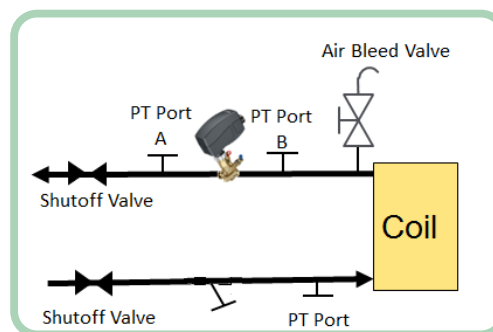 Air Bleed Valve
PT Port
A
PT Port
B
Shutoff Valve
Coil
Shutoff Valve
PT Port